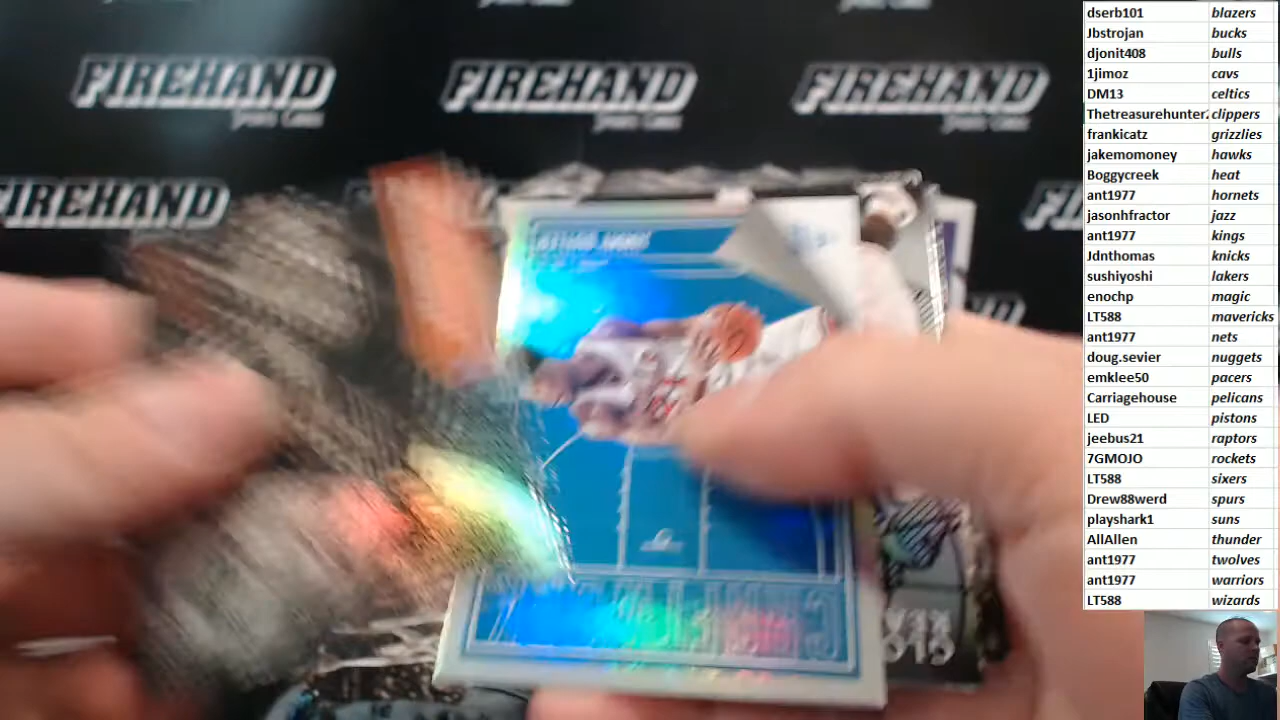 FIREHAND FIREHAND FIREHAND
SPORTS CARDS
FIREHAND
dserb101 blazers
Jbstrojan bucks
djonit408 bulls
1jimoz cavs
DM13 celtics
Thetreasurehunter2 clippers
frankicatz grizzlies
jakemomoney hawks
Boggycreek heat
ant1977 hornets
jasonhfractor jazz
ant1977 kings
Jdnthomas knicks
sushiyoshi lakers
enochp magic
LT588 mavericks
ant1977 nets
doug.sevier nuggets
emklee50 pacers
Carriagehouse pelicans
LED pistons
jeebus21 raptors
7GMOJO rockets
LT588 sixers
Drew88werd spurs
playshark1 suns
AllAllen thunder
ant1977 twolves
ant1977 warriors
LT588 wizards